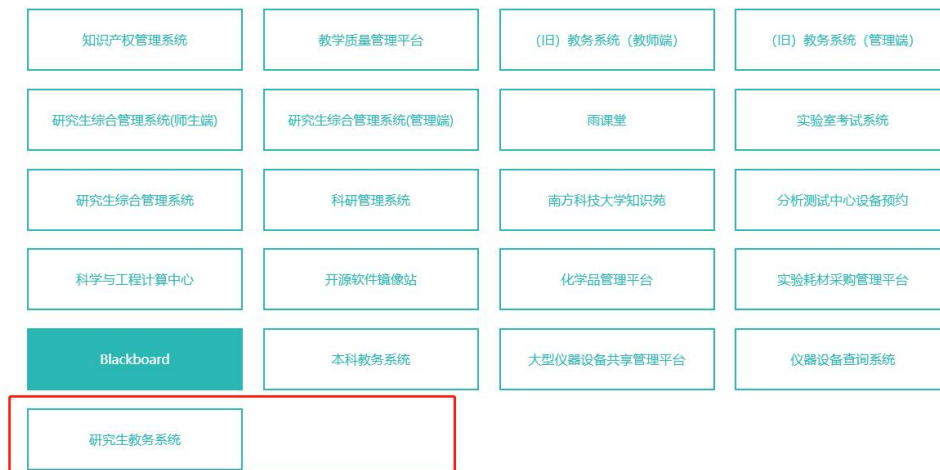 知识产权管理系统
教学质量管理平台
（旧）教务系统（教师端）
（旧）教务系统（管理端）
研究生综合管理系统(师生端)
研究生综合管理系统(管理端)
雨课堂
实验室考试系统
研究生综合管理系统
科研管理系统
南方科技大学知识苑
分析测试中心设备预约
科学与工程计算中心
开源软件镜像站
化学品管理平台
实验耗材采购管理平台
Blackboard
本科教务系统
大型仪器设备共享管理平台
仪器设备查询系统
研究生教务系统